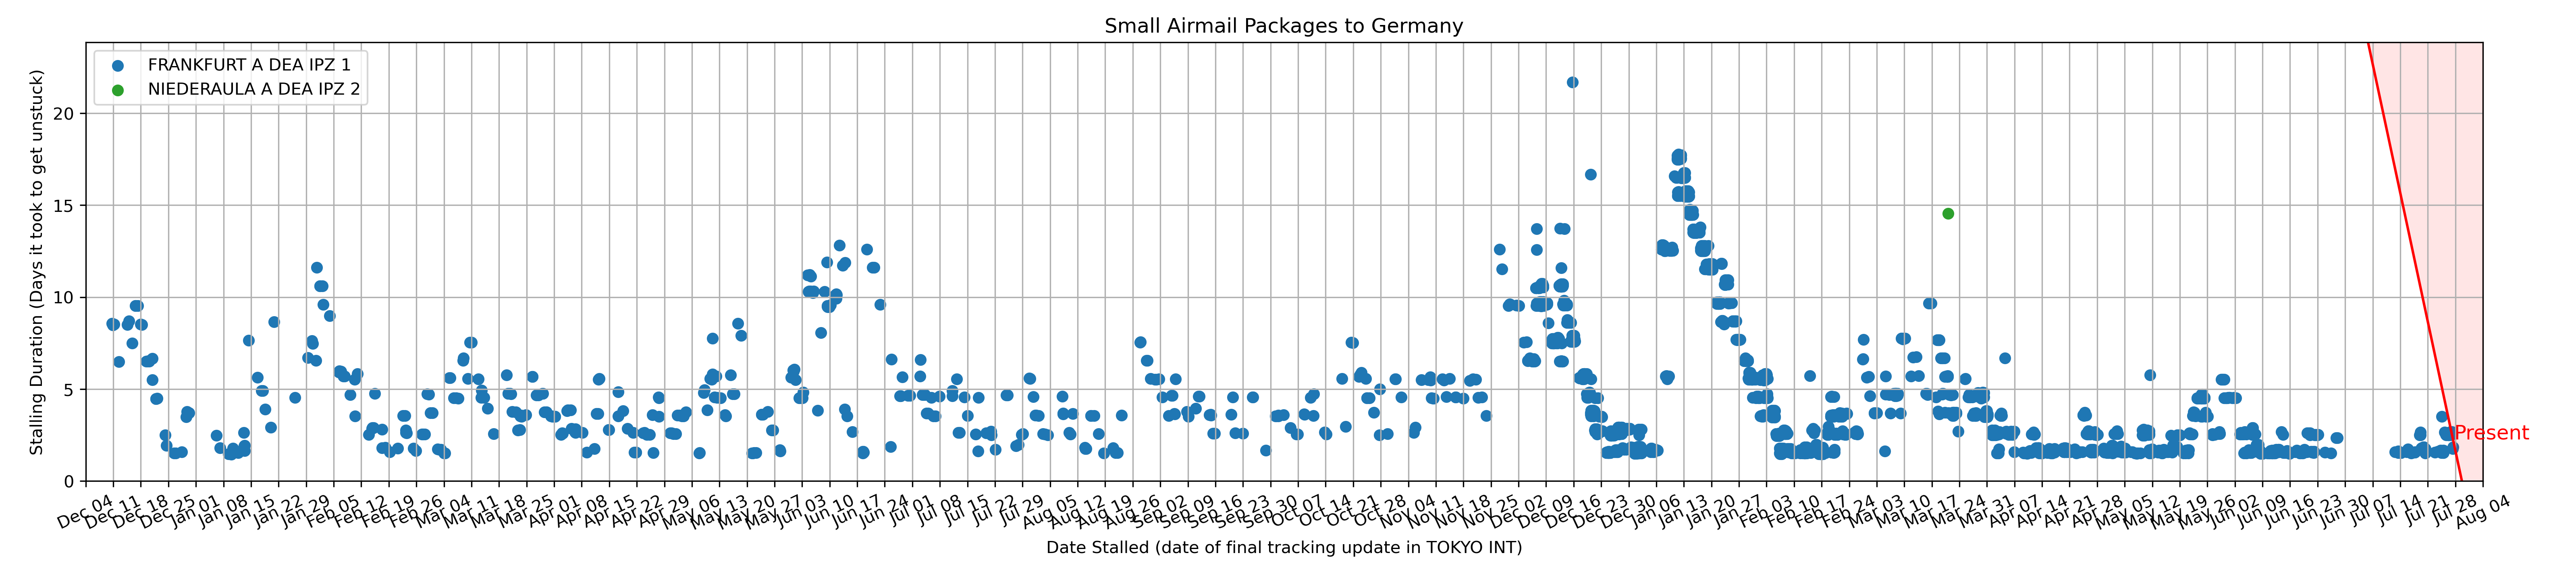 Small Airmail Packages to Germany
FRANKFURT A DEA IPZ 1
NIEDERAULA A DEA IPZ 2
Stalling Duration (Days it took to get unstuck)
20
15
10
5
0
Present
Dec 04 Dec 11 Dec 18 Dec 25 Jan 01 Jan 08 Jan 15 Jan 22 Jan 29 Feb 05 Feb 12 Feb 19 Feb 26 Mar 04 Mar 11 Mar 18 Mar 25 Apr 01 Apr 08 Apr 15 Apr 22 Apr 29 May 06 May 13 May 20 May 27 Jun 03 Jun 10 Jun 17 Jun 24 Jul 01 Jul 08 Jul 15 Jul 22 Jul 29 Aug 05 Aug 12 Aug 19 Aug 26 Sep 02 Sep 09 Sep 16 Sep 23 Sep 30 Oct 07 Oct 14 Oct 21 Oct 28 Nov 04 Nov 11 Nov 18 Nov 25 Dec 02 Dec 09 Dec 16 Dec 23 Dec 30 Jan 06 Jan 13 Jan 20 Jan 27 Feb 03 Feb 10 Feb 17 Feb 24 Mar 03 Mar 10 Mar 17 Mar 24 Mar 31 Apr 07 Apr 14 Apr 21 Apr 28 May 05 May 12 May 19 May 26 Jun 02 Jun 09 Jun 16 Jun 23 Jun 30 Jul 07 Jul 14 Jul 21 Jul 28 Aug 04
Date Stalled (date of final tracking update in TOKYO INT)